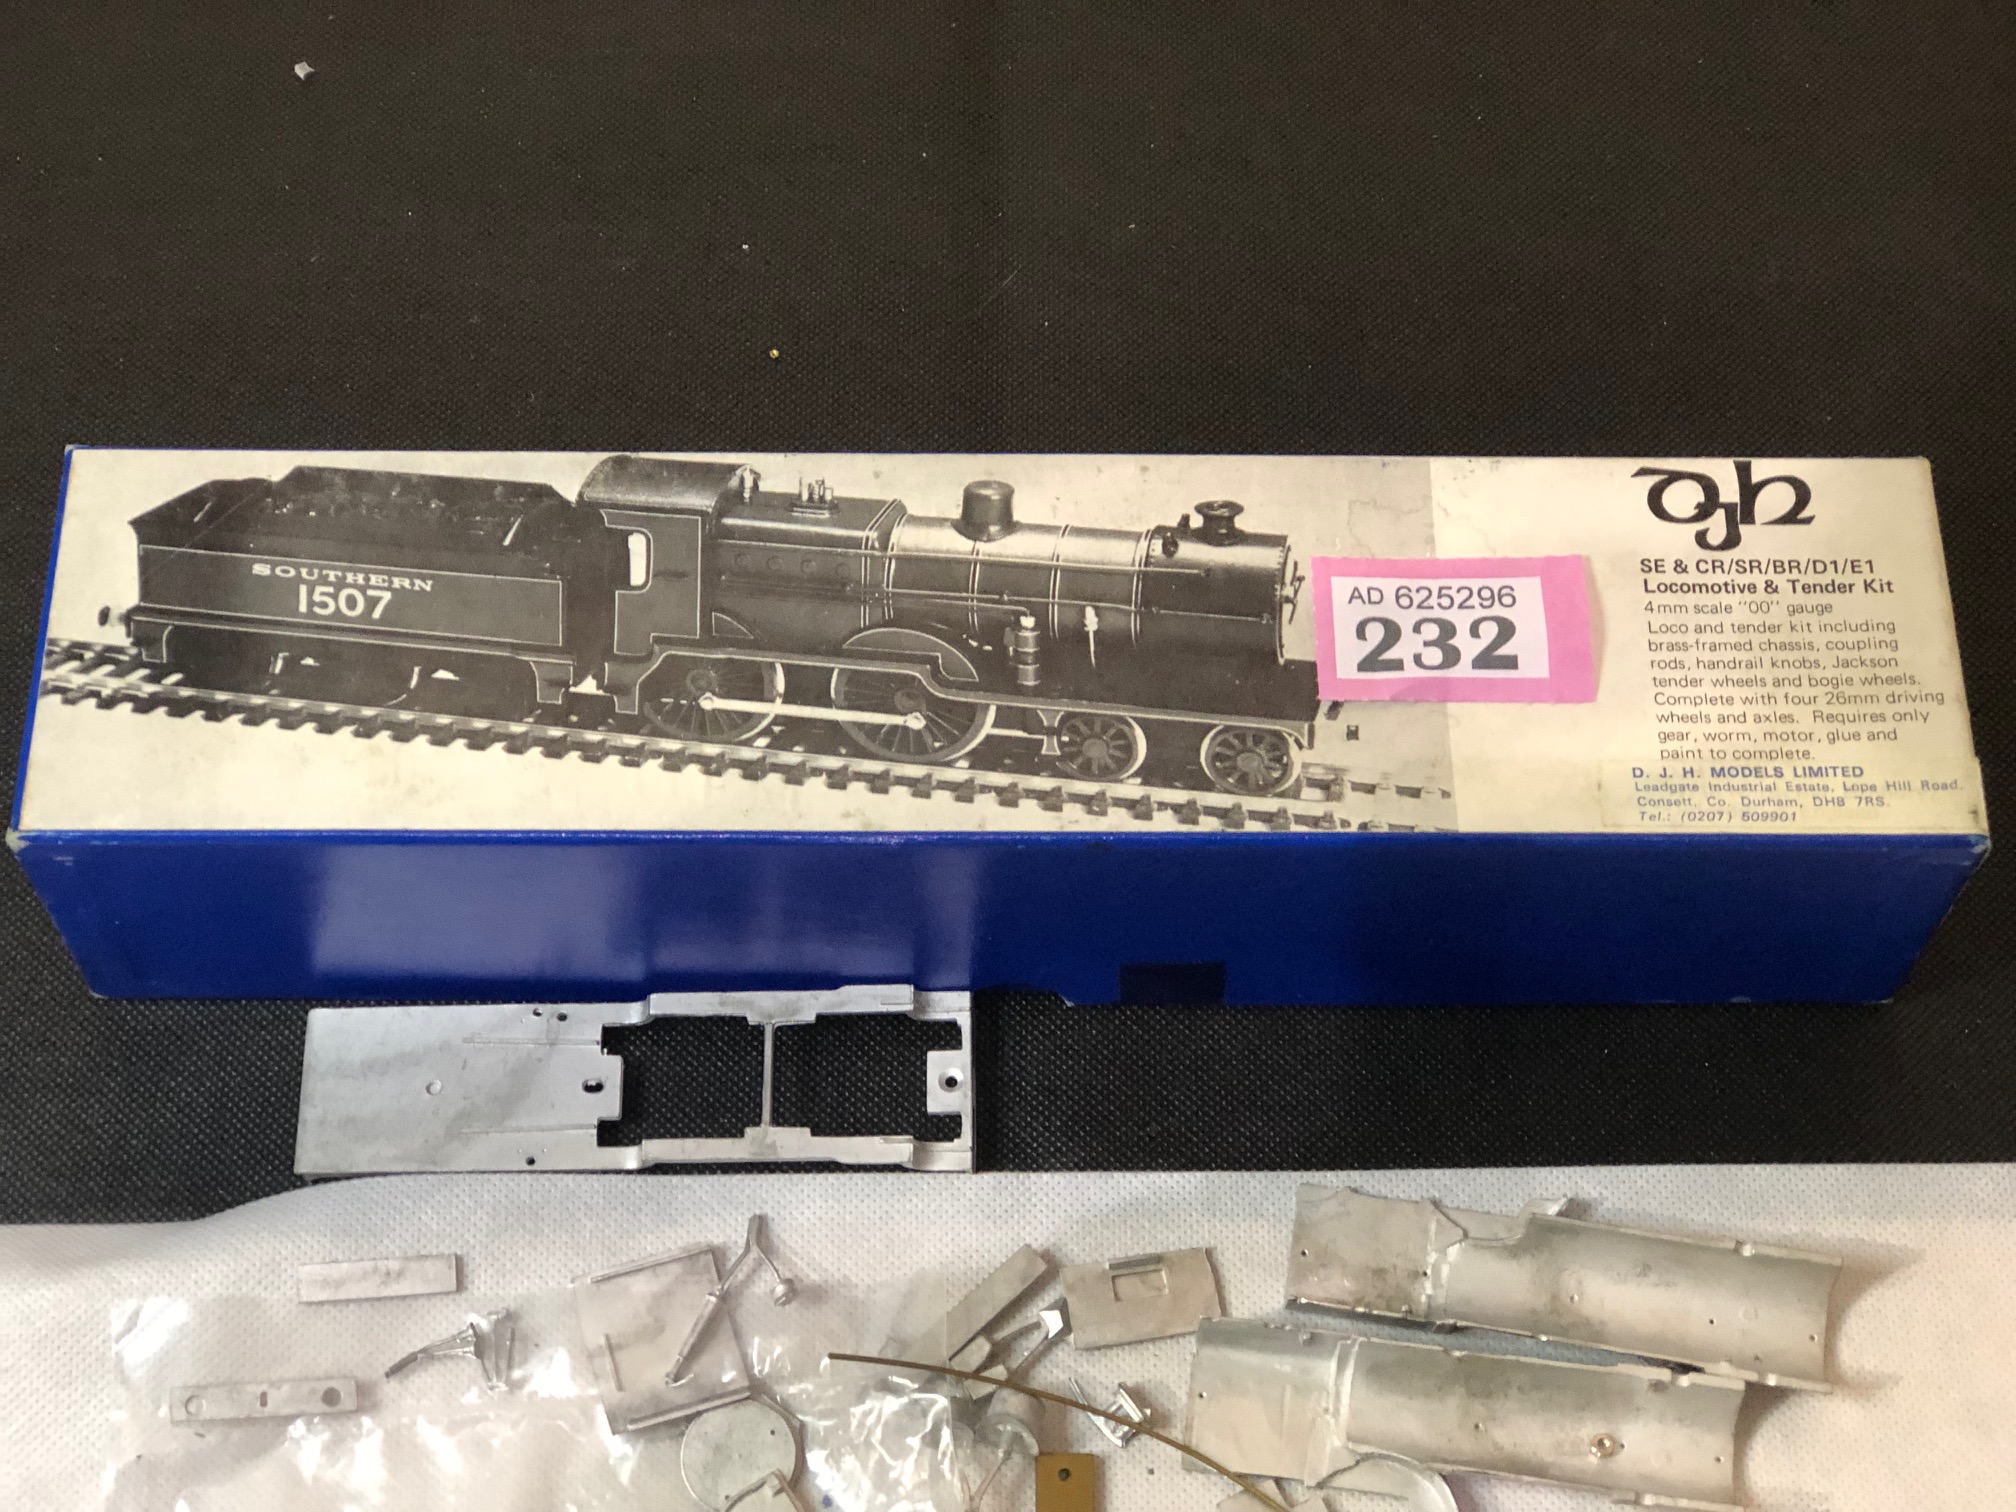 SOUTHERN
1507
AD 625296
232
djh
SE & CR/SR/BR/D1/E1
Locomotive & Tender Kit
4mm scale "00" gauge
Loco and tender kit including
brass-framed chassis, coupling
rods, handrail knobs, Jackson
tender wheels and bogie wheels.
Complete with four 26mm driving
wheels and axles. Requires only
gear, worm, motor, glue and
paint to complete.
D. J. H. MODELS LIMITED
Leadgate Industrial Estate, Lope Hill Road.
Consett, Co. Durham, DH8 7RS.
Tel.: (0207) 509901